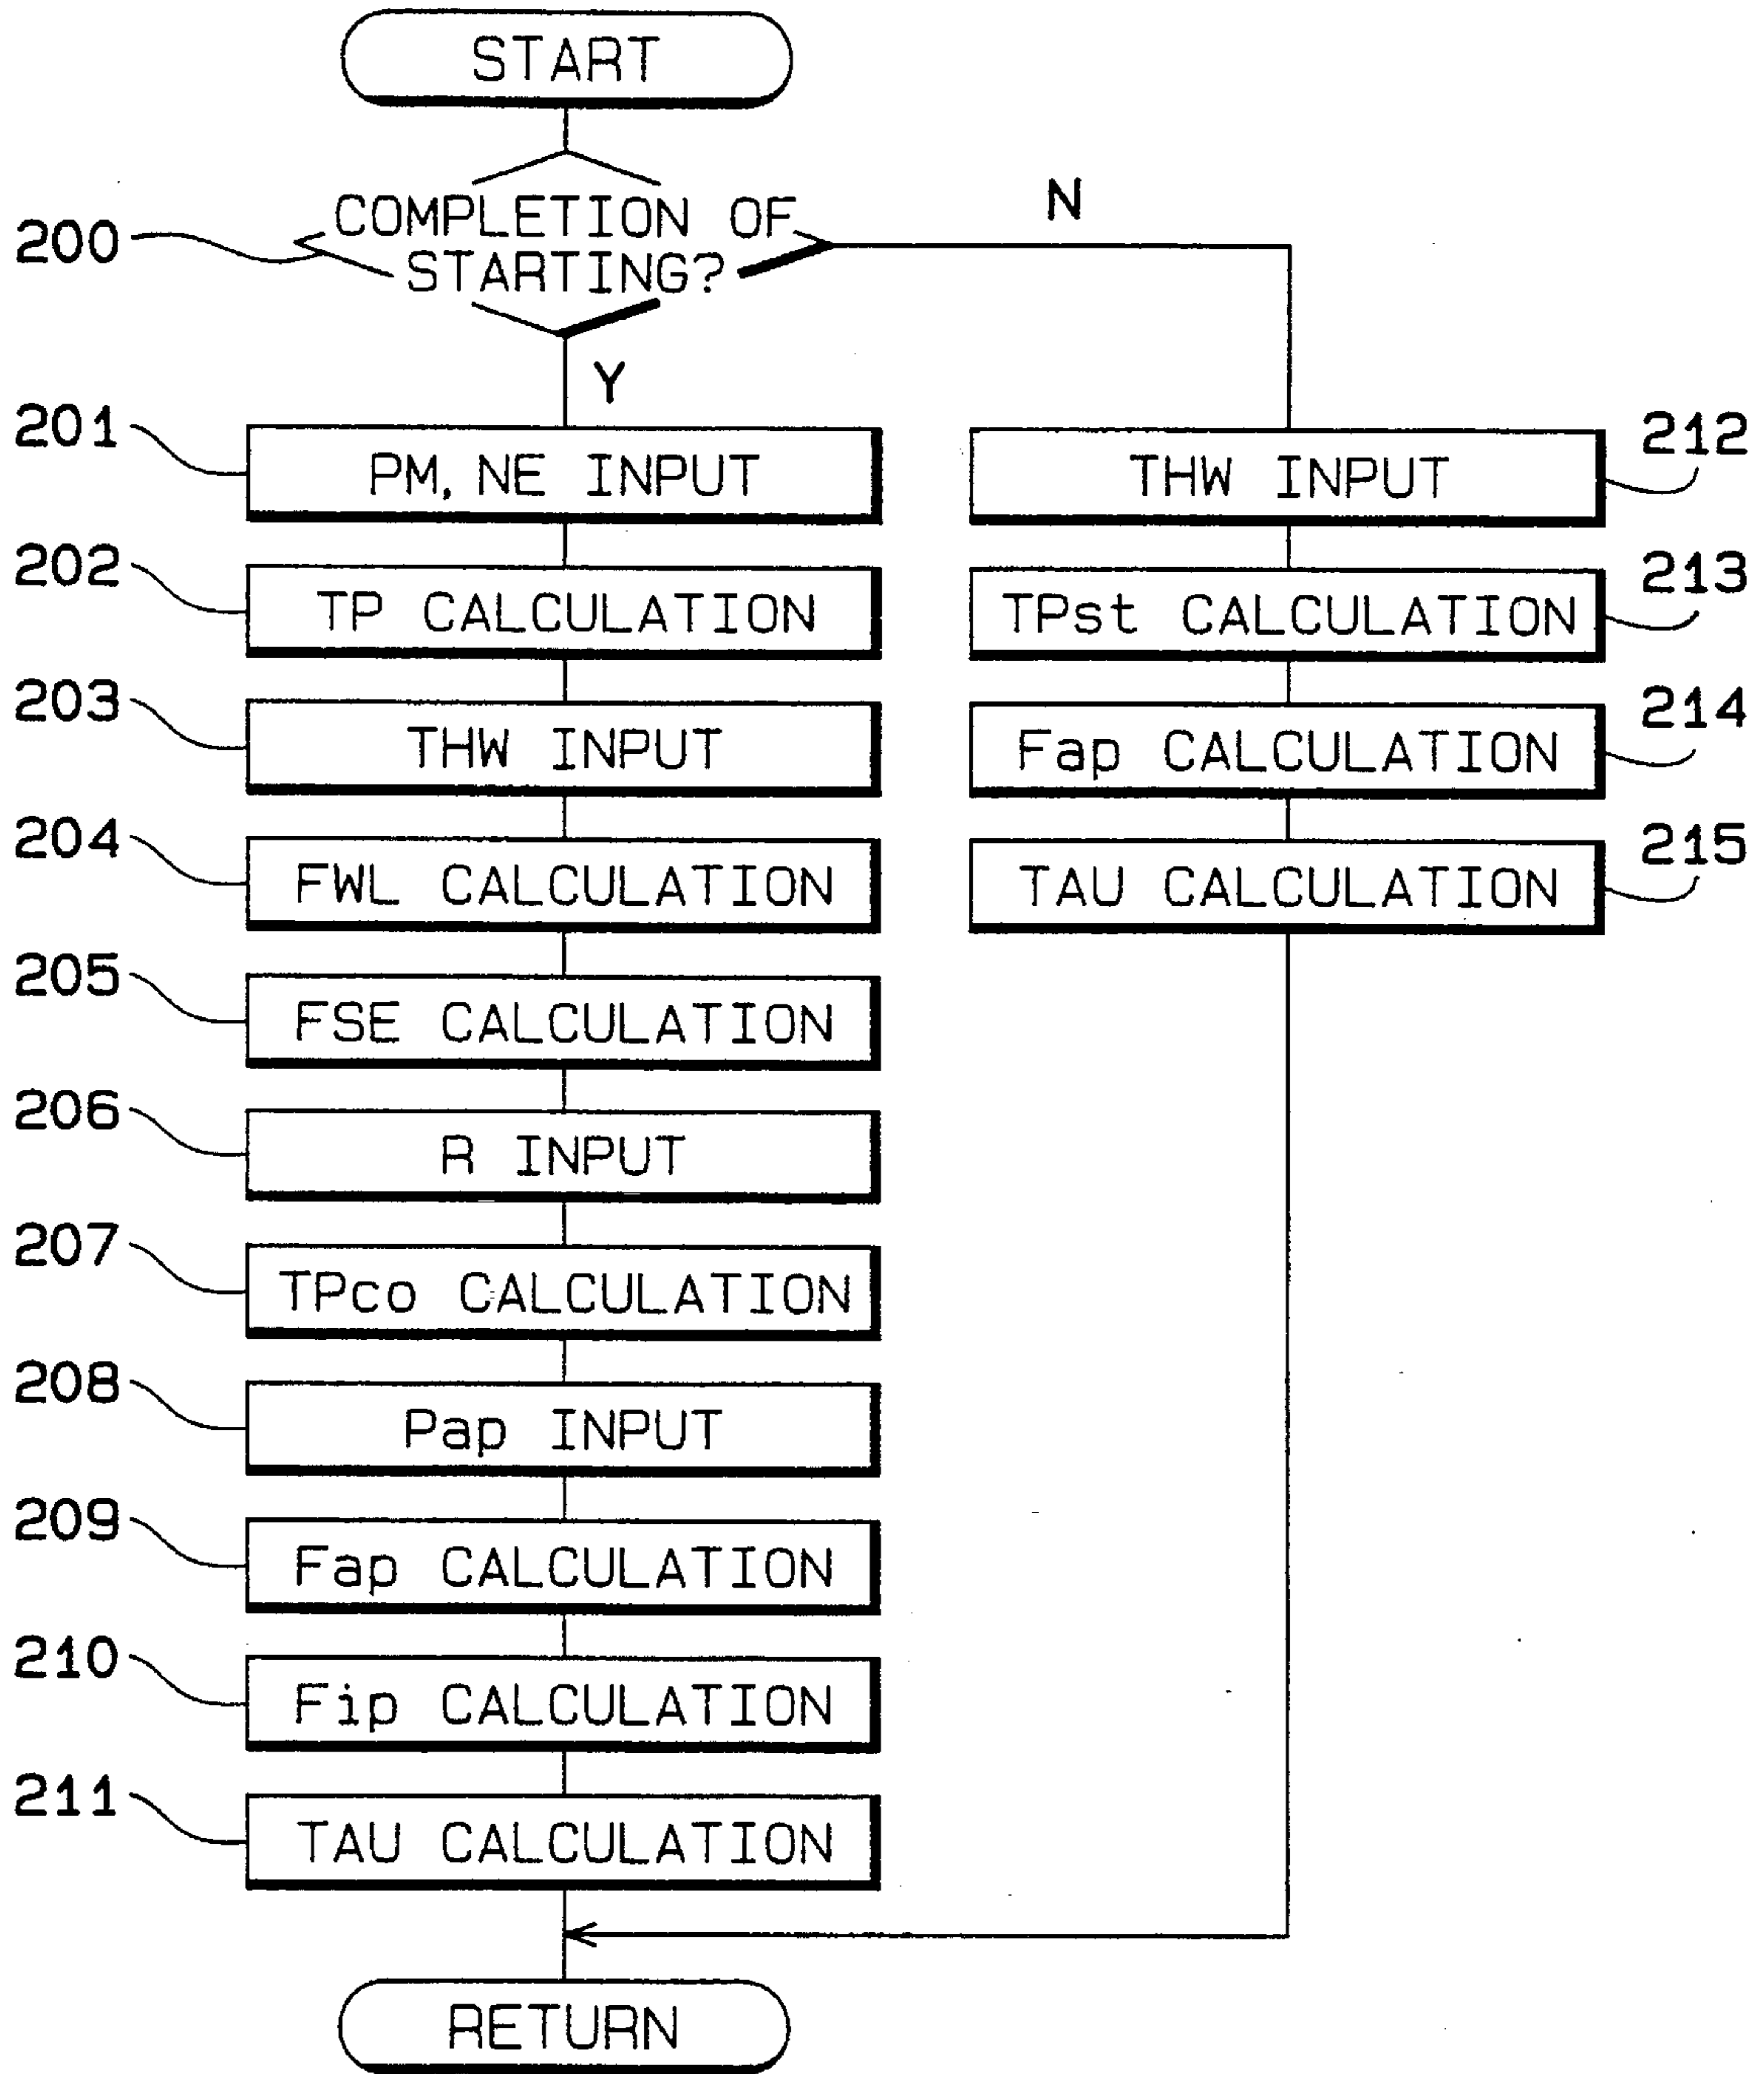 START
COMPLETION OF
STARTING?
200
N
Y
201
PM, NE INPUT
202
TP CALCULATION
203
THW INPUT
204
FWL CALCULATION
205
FSE CALCULATION
206
R INPUT
207
TPco CALCULATION
208
Pap INPUT
209
Fap CALCULATION
210
Fip CALCULATION
211
TAU CALCULATION
212
THW INPUT
213
TPst CALCULATION
214
Fap CALCULATION
215
TAU CALCULATION
RETURN